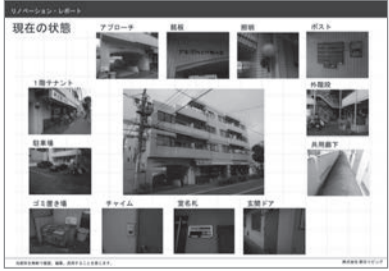 リノベーション・レポート
現在の状態
アプローチ
銘板
照明
ポスト
1階テナント
外階段
駐車場
共用廊下
ゴミ置き場
チャイム
室名札
玄関ドア